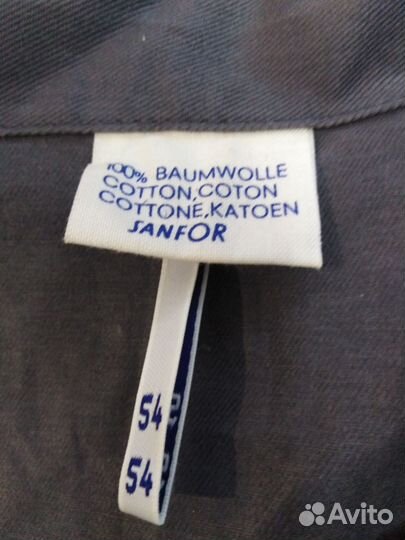 100% BAUMWOLLE
COTTON,COTON
COTTONE,KATOEN
SANFOR
54
54
Avito